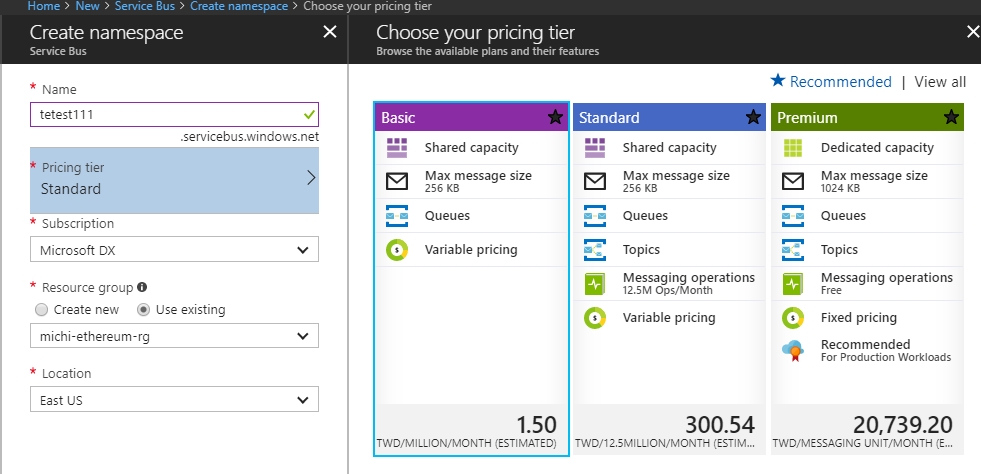 Home > New > Service Bus > Create namespace > Choose your pricing tier
Create namespace
Service Bus
* Name
tetest111
.servicebus.windows.net
* Pricing tier
Standard
* Subscription
Microsoft DX
* Resource group
Create new
Use existing
michi-ethereum-rg
* Location
East US
Choose your pricing tier
Browse the available plans and their features
Recommended | View all
Basic
Shared capacity
Max message size
256 KB
Queues
Variable pricing
1.50
TWD/MILLION/MONTH (ESTIMATED)
Standard
Shared capacity
Max message size
256 KB
Queues
Topics
Messaging operations
12.5M Ops/Month
Variable pricing
300.54
TWD/12.5MILLION/MONTH (ESTIM...
Premium
Dedicated capacity
Max message size
1024 KB
Queues
Topics
Messaging operations
Free
Fixed pricing
Recommended
For Production Workloads
20,739.20
TWD/MESSAGING UNIT/MONTH (E...